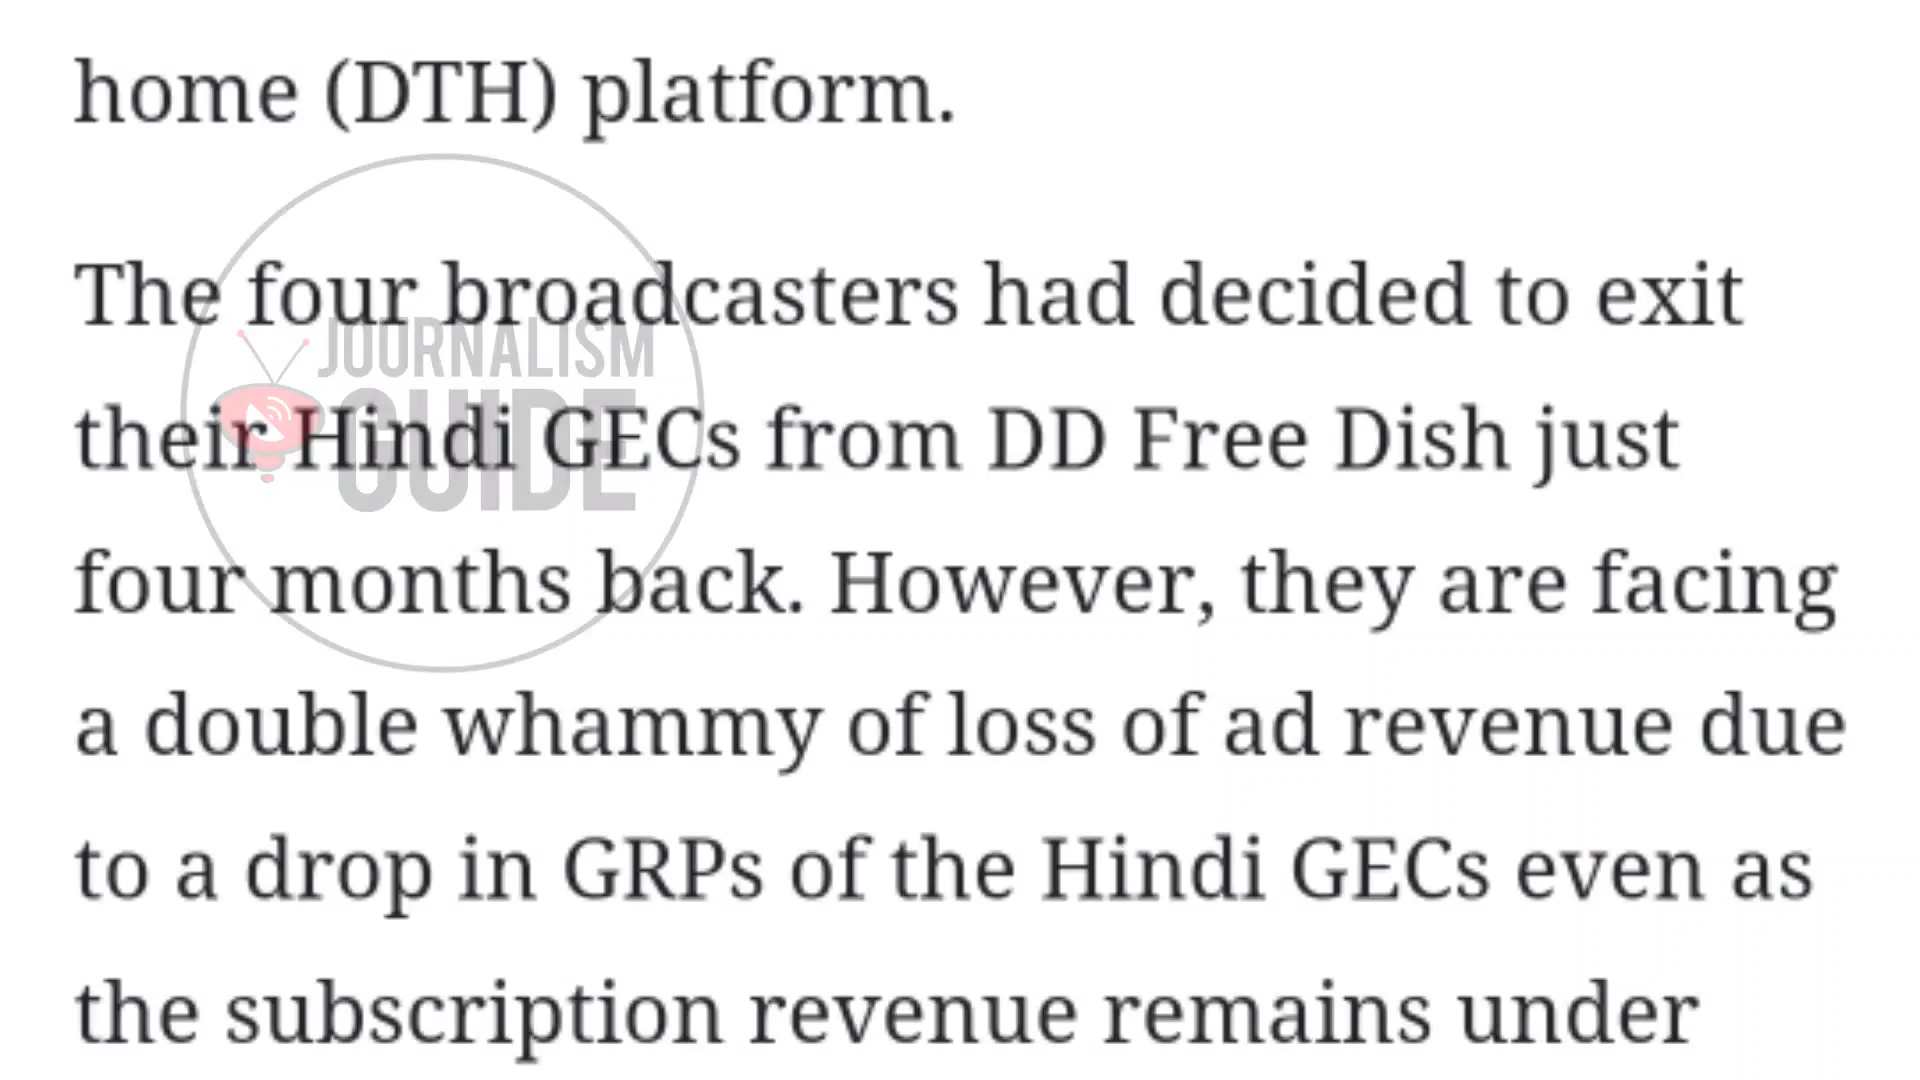 home (DTH) platform.
The four broadcasters had decided to exit
JOURNALISM
their Hindi GECs from DD Free Dish just
GUIDE
four months back. However, they are facing
a double whammy of loss of ad revenue due
to a drop in GRPs of the Hindi GECs even as
the subscription revenue remains under